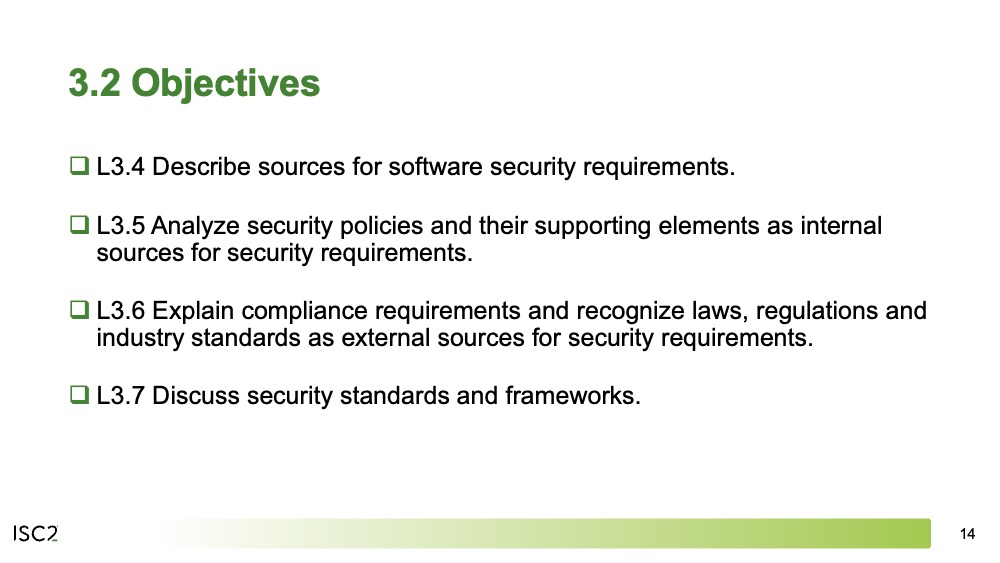 3.2 Objectives
L3.4 Describe sources for software security requirements.
L3.5 Analyze security policies and their supporting elements as internal
sources for security requirements.
L3.6 Explain compliance requirements and recognize laws, regulations and
industry standards as external sources for security requirements.
L3.7 Discuss security standards and frameworks.
ISC2
14